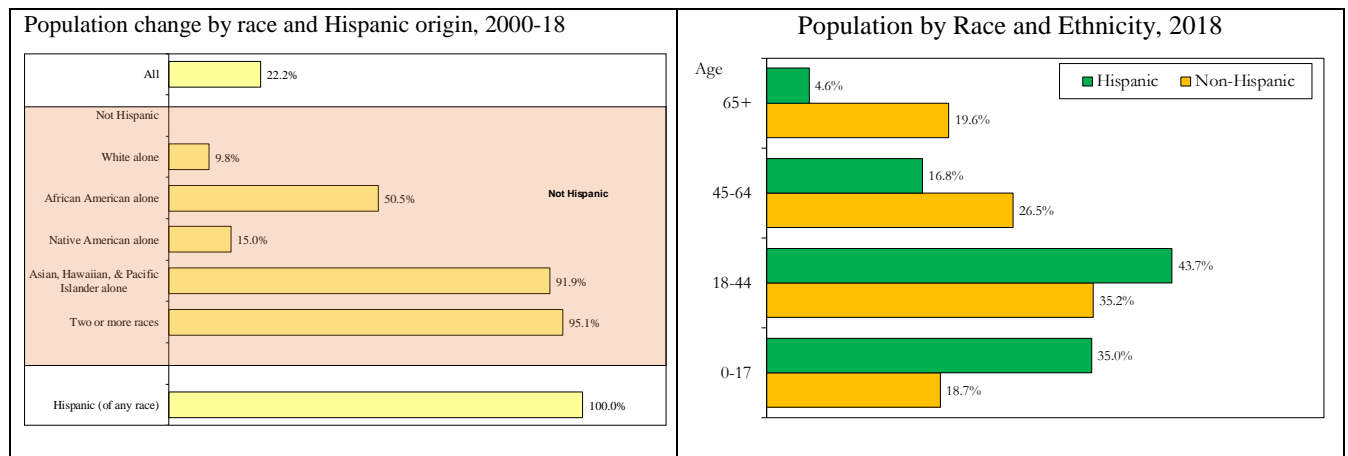 Population change by race and Hispanic origin, 2000-18
All
22.2%
Not Hispanic
White alone
9.8%
African American alone
50.5%
Not Hispanic
Native American alone
15.0%
Asian, Hawaiian, & Pacific
Islander alone
91.9%
Two or more races
95.1%
Hispanic (of any race)
100.0%
Population by Race and Ethnicity, 2018
Age
Hispanic
Non-Hispanic
65+
4.6%
19.6%
45-64
16.8%
26.5%
18-44
43.7%
35.2%
0-17
35.0%
18.7%